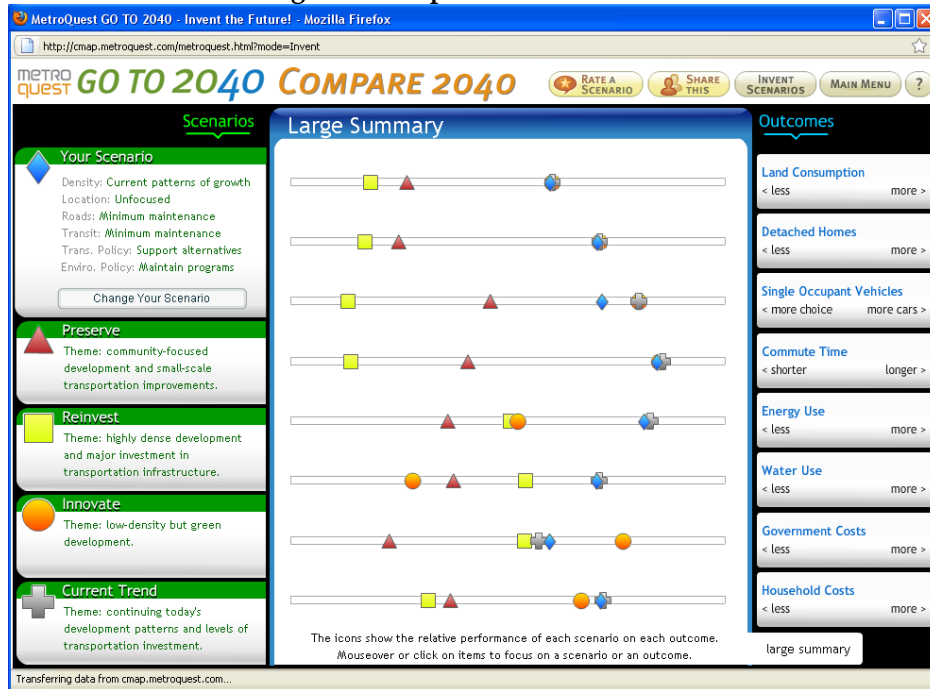 MetroQuest GO TO 2040 - Invent the Future! - Mozilla Firefox
http://cmap.metroquest.com/metroquest.html?mode=Invent
metro quest GO TO 2040 COMPARE 2040
RATE A SCENARIO
SHARE THIS
INVENT SCENARIOS
MAIN MENU
?
Scenarios
Your Scenario
Density: Current patterns of growth
Location: Unfocused
Roads: Minimum maintenance
Transit: Minimum maintenance
Trans. Policy: Support alternatives
Enviro. Policy: Maintain programs
Change Your Scenario
Preserve
Theme: community-focused
development and small-scale
transportation improvements.
Reinvest
Theme: highly dense development
and major investment in
transportation infrastructure.
Innovate
Theme: low-density but green
development.
Current Trend
Theme: continuing today's
development patterns and levels of
transportation investment.
Large Summary
The icons show the relative performance of each scenario on each outcome.
Mouseover or click on items to focus on a scenario or an outcome.
Outcomes
Land Consumption
< less more >
Detached Homes
< less more >
Single Occupant Vehicles
< more choice more cars >
Commute Time
< shorter longer >
Energy Use
< less more >
Water Use
< less more >
Government Costs
< less more >
Household Costs
< less more >
large summary
Transferring data from cmap.metroquest.com...